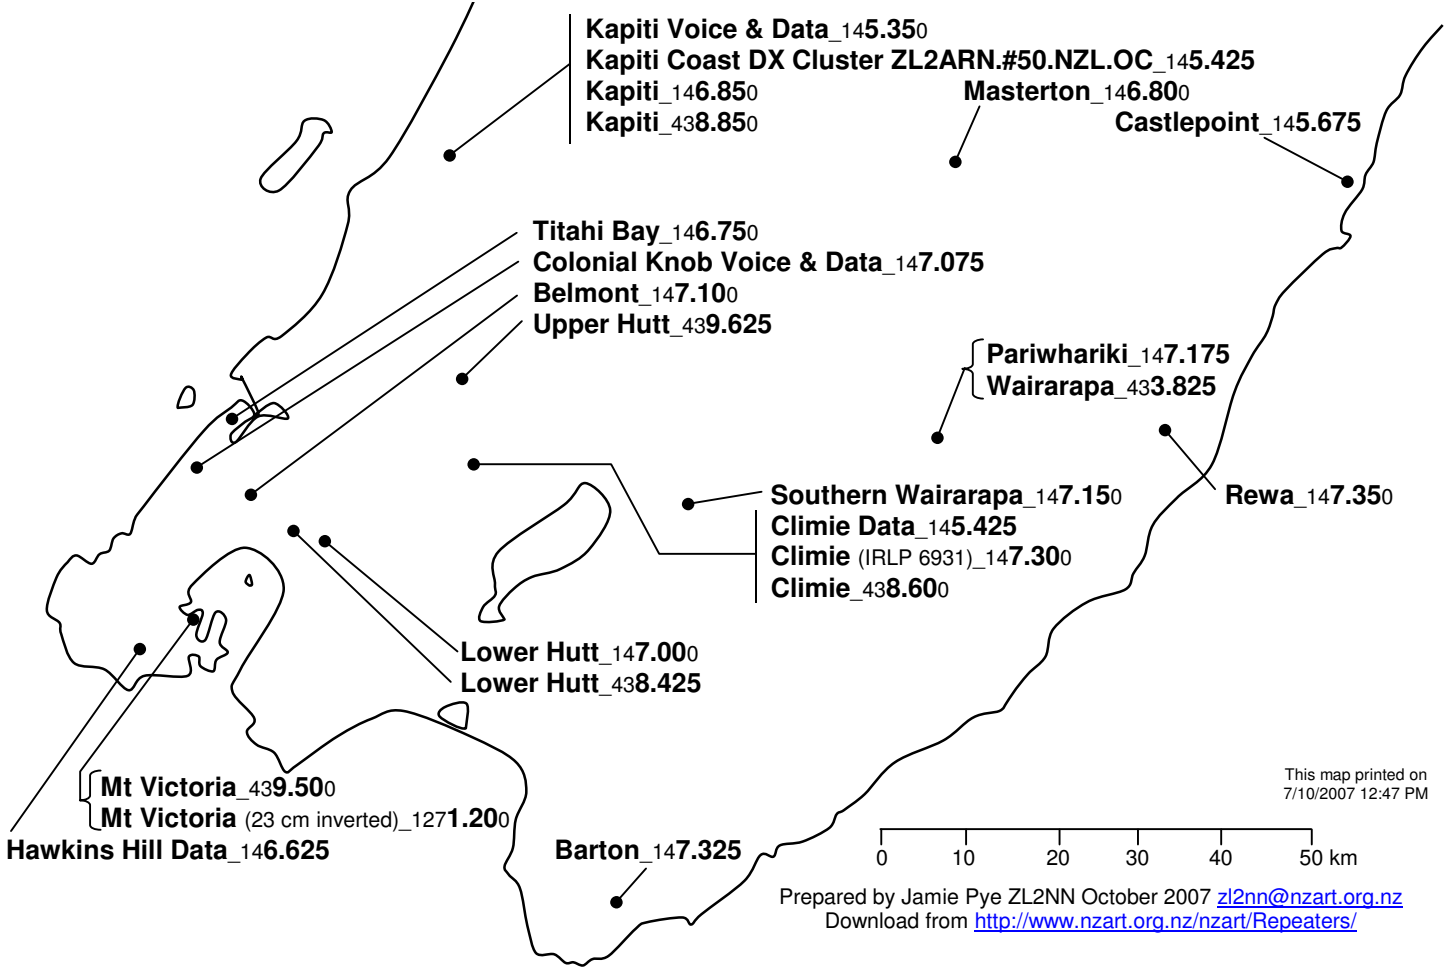 Kapiti Voice & Data_145.350
Kapiti Coast DX Cluster ZL2ARN.#50.NZL.OC_145.425
Kapiti_146.850
Masterton_146.800
Kapiti_438.850
Castlepoint_145.675
Titahi Bay_146.750
Colonial Knob Voice & Data_147.075
Belmont_147.100
Upper Hutt_439.625
Pariwhariki_147.175
Wairarapa_433.825
Southern Wairarapa_147.150
Rewa_147.350
Climie Data_145.425
Climie (IRLP 6931)_147.300
Climie_438.600
Lower Hutt_147.000
Lower Hutt_438.425
Mt Victoria_439.500
Mt Victoria (23 cm inverted)_1271.200
Hawkins Hill Data_146.625
Barton_147.325
This map printed on
7/10/2007 12:47 PM
0 10 20 30 40 50 km
Prepared by Jamie Pye ZL2NN October 2007 zl2nn@nzart.org.nz
Download from http://www.nzart.org.nz/nzart/Repeaters/